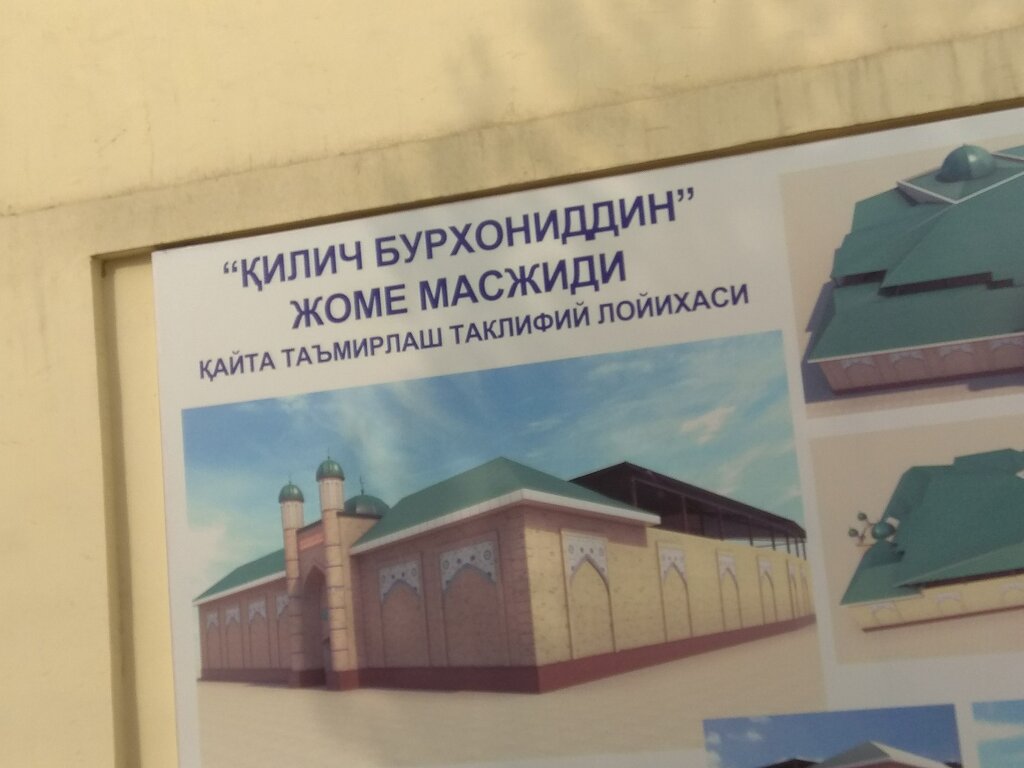 “ҚИЛИЧ БУРХОНИДДИН”
ЖОМЕ МАСЖИДИ
ҚАЙТА ТАЪМИРЛАШ ТАКЛИФИЙ ЛОЙИХАСИ